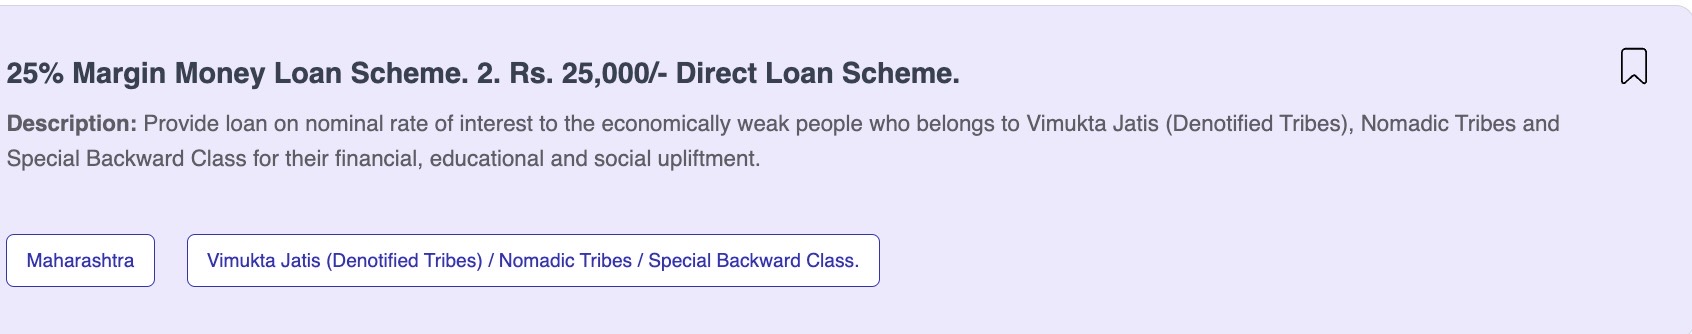 25% Margin Money Loan Scheme. 2. Rs. 25,000/- Direct Loan Scheme.
Description: Provide loan on nominal rate of interest to the economically weak people who belongs to Vimukta Jatis (Denotified Tribes), Nomadic Tribes and
Special Backward Class for their financial, educational and social upliftment.
Maharashtra
Vimukta Jatis (Denotified Tribes) / Nomadic Tribes / Special Backward Class.